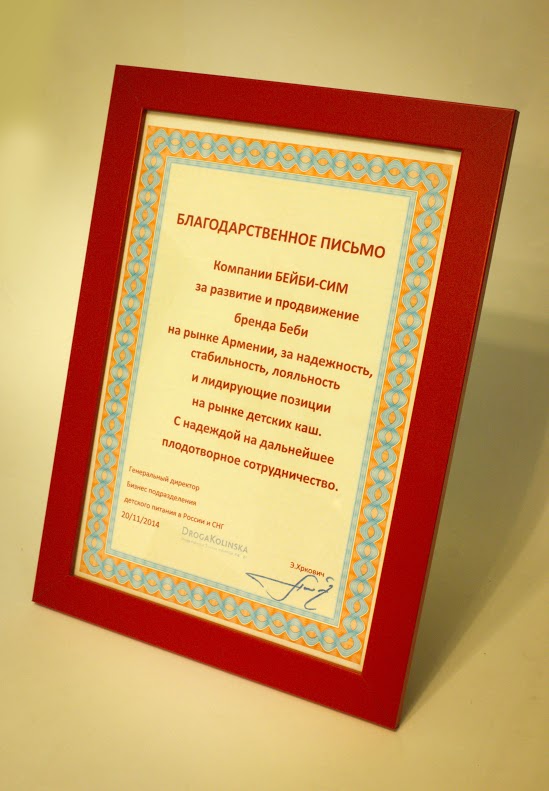 БЛАГОДАРСТВЕННОЕ ПИСЬМО
Компании БЕЙБИ-СИМ
за развитие и продвижение
бренда Беби
на рынке Армении, за надежность,
стабильность, лояльность
и лидирующие позиции
на рынке детских каш.
С надеждой на дальнейшее
плодотворное сотрудничество.
Генеральный директор
Бизнес подразделения
детского питания в России и СНГ
20/11/2014
DROGAKOLINSKA
Э.Хркович